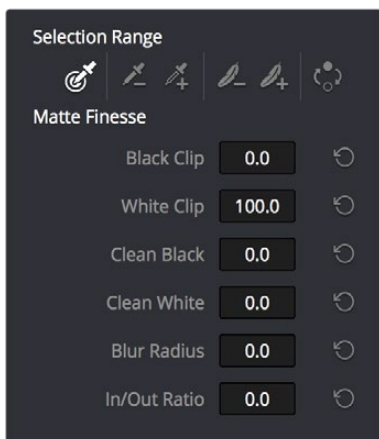 Selection Range
Matte Finesse
Black Clip 0.0
White Clip 100.0
Clean Black 0.0
Clean White 0.0
Blur Radius 0.0
In/Out Ratio 0.0